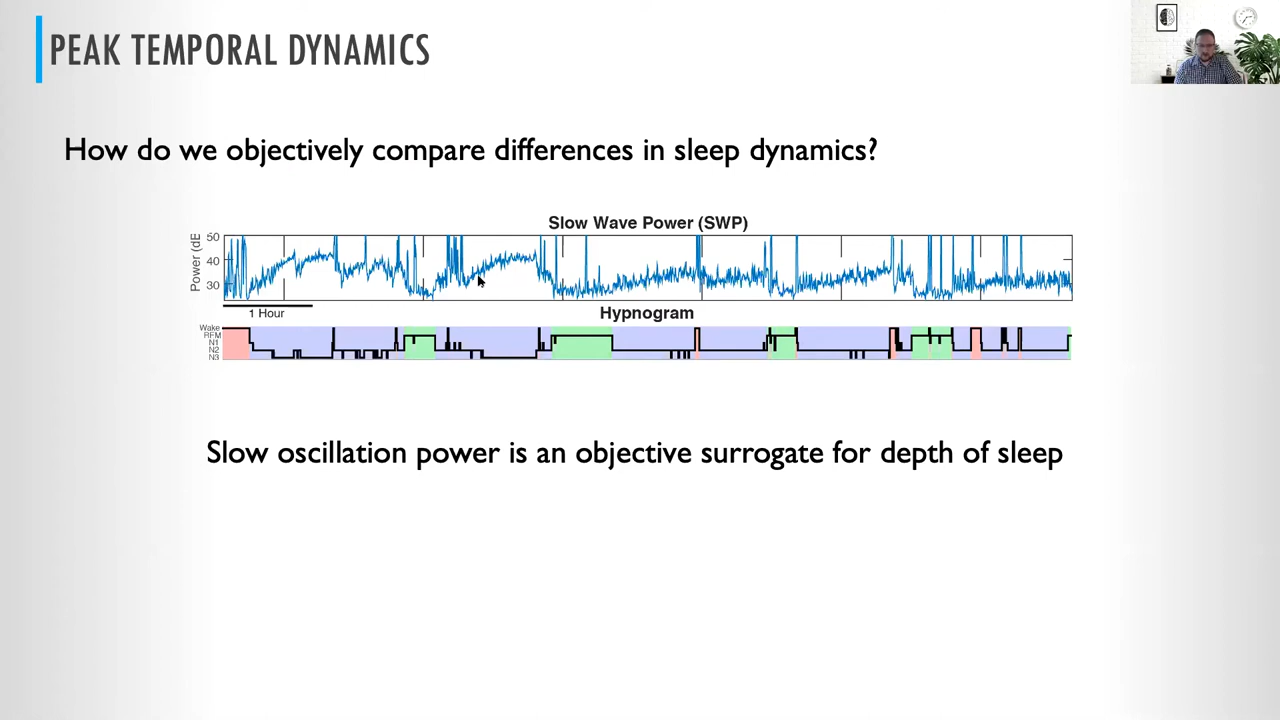 PEAK TEMPORAL DYNAMICS
How do we objectively compare differences in sleep dynamics?
Slow Wave Power (SWP)
Power (dB
50
40
30
1 Hour
Hypnogram
Wake
REM
N1
N2
N3
Slow oscillation power is an objective surrogate for depth of sleep